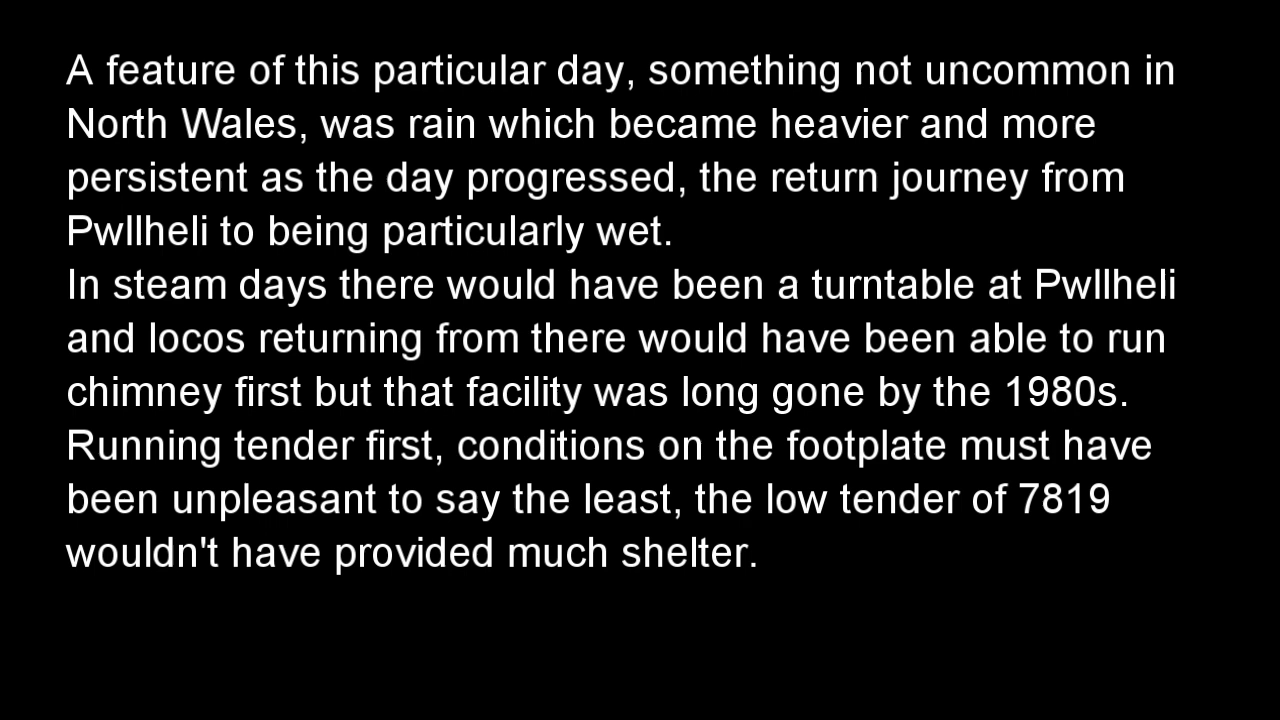 A feature of this particular day, something not uncommon in
North Wales, was rain which became heavier and more
persistent as the day progressed, the return journey from
Pwllheli to being particularly wet.
In steam days there would have been a turntable at Pwllheli
and locos returning from there would have been able to run
chimney first but that facility was long gone by the 1980s.
Running tender first, conditions on the footplate must have
been unpleasant to say the least, the low tender of 7819
wouldn't have provided much shelter.